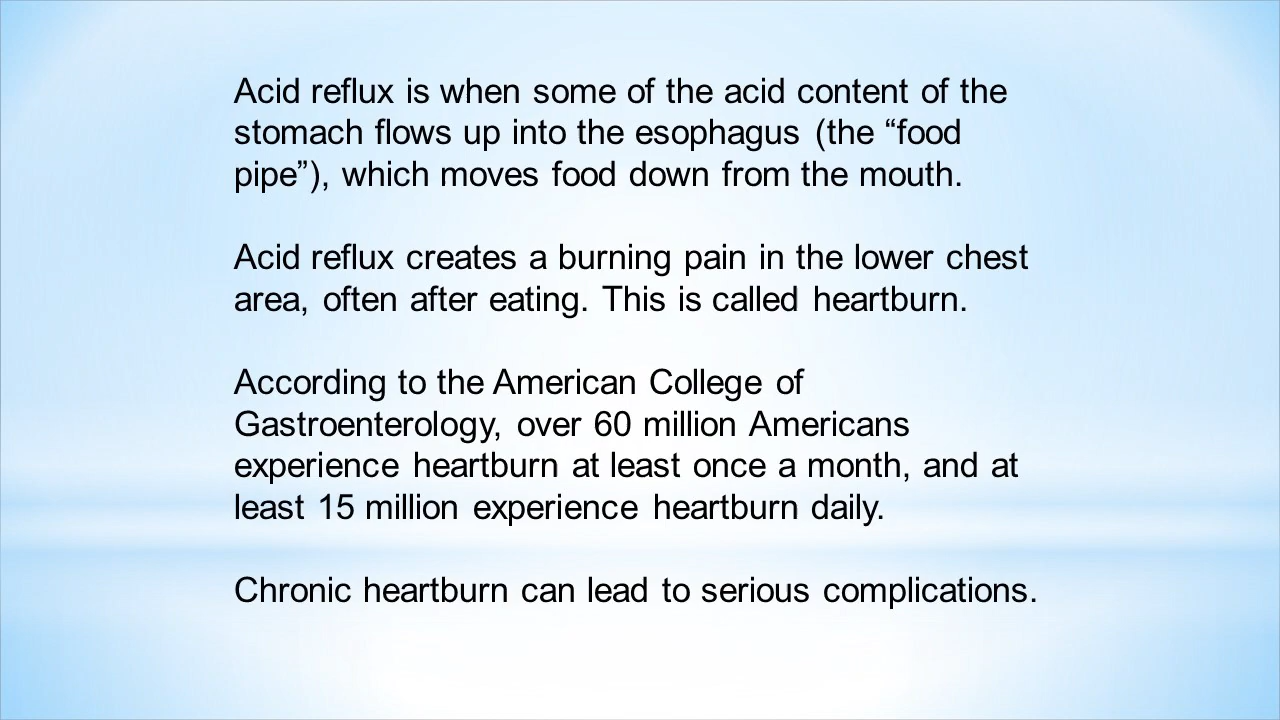 Acid reflux is when some of the acid content of the
stomach flows up into the esophagus (the “food
pipe”), which moves food down from the mouth.
Acid reflux creates a burning pain in the lower chest
area, often after eating. This is called heartburn.
According to the American College of
Gastroenterology, over 60 million Americans
experience heartburn at least once a month, and at
least 15 million experience heartburn daily.
Chronic heartburn can lead to serious complications.